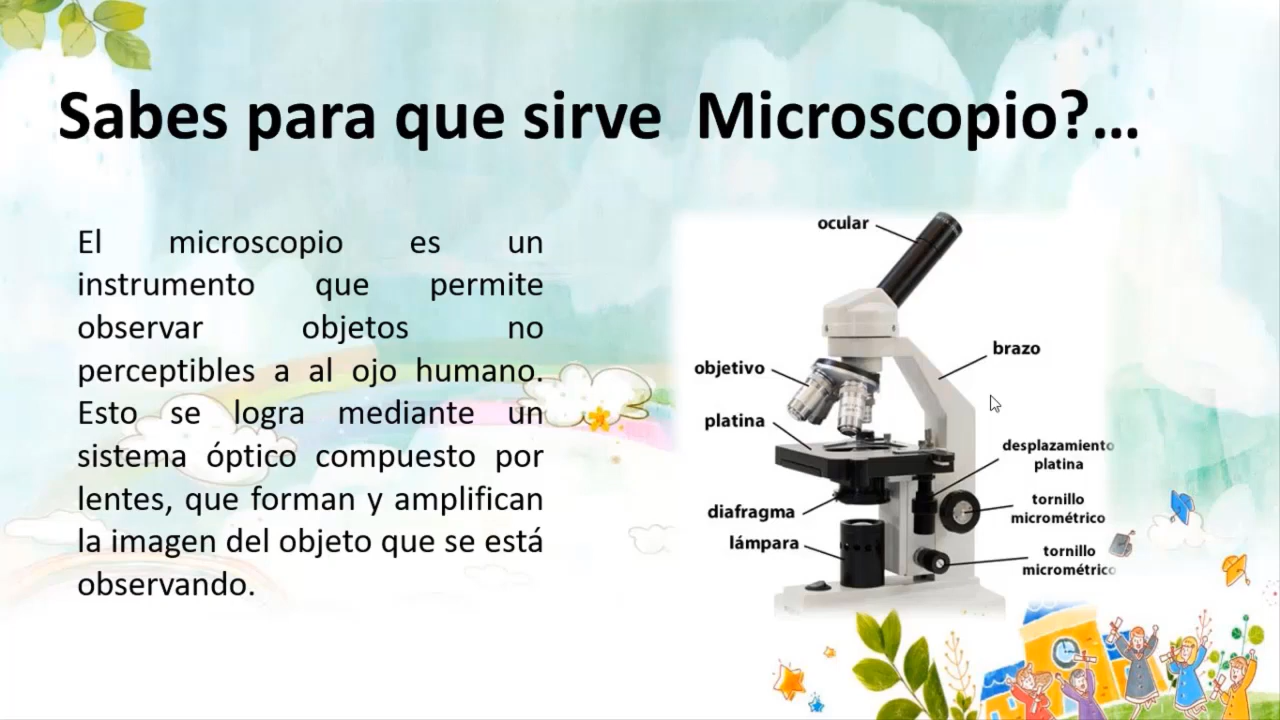 Sabes para que sirve Microscopio?...
El microscopio es un
instrumento que permite
observar objetos no
perceptibles a al ojo humano.
Esto se logra mediante un
sistema óptico compuesto por
lentes, que forman y amplifican
la imagen del objeto que se está
observando.
ocular
brazo
objetivo
platina
desplazamiento
platina
diafragma
tornillo
micrométrico
lámpara
tornillo
micrométrico